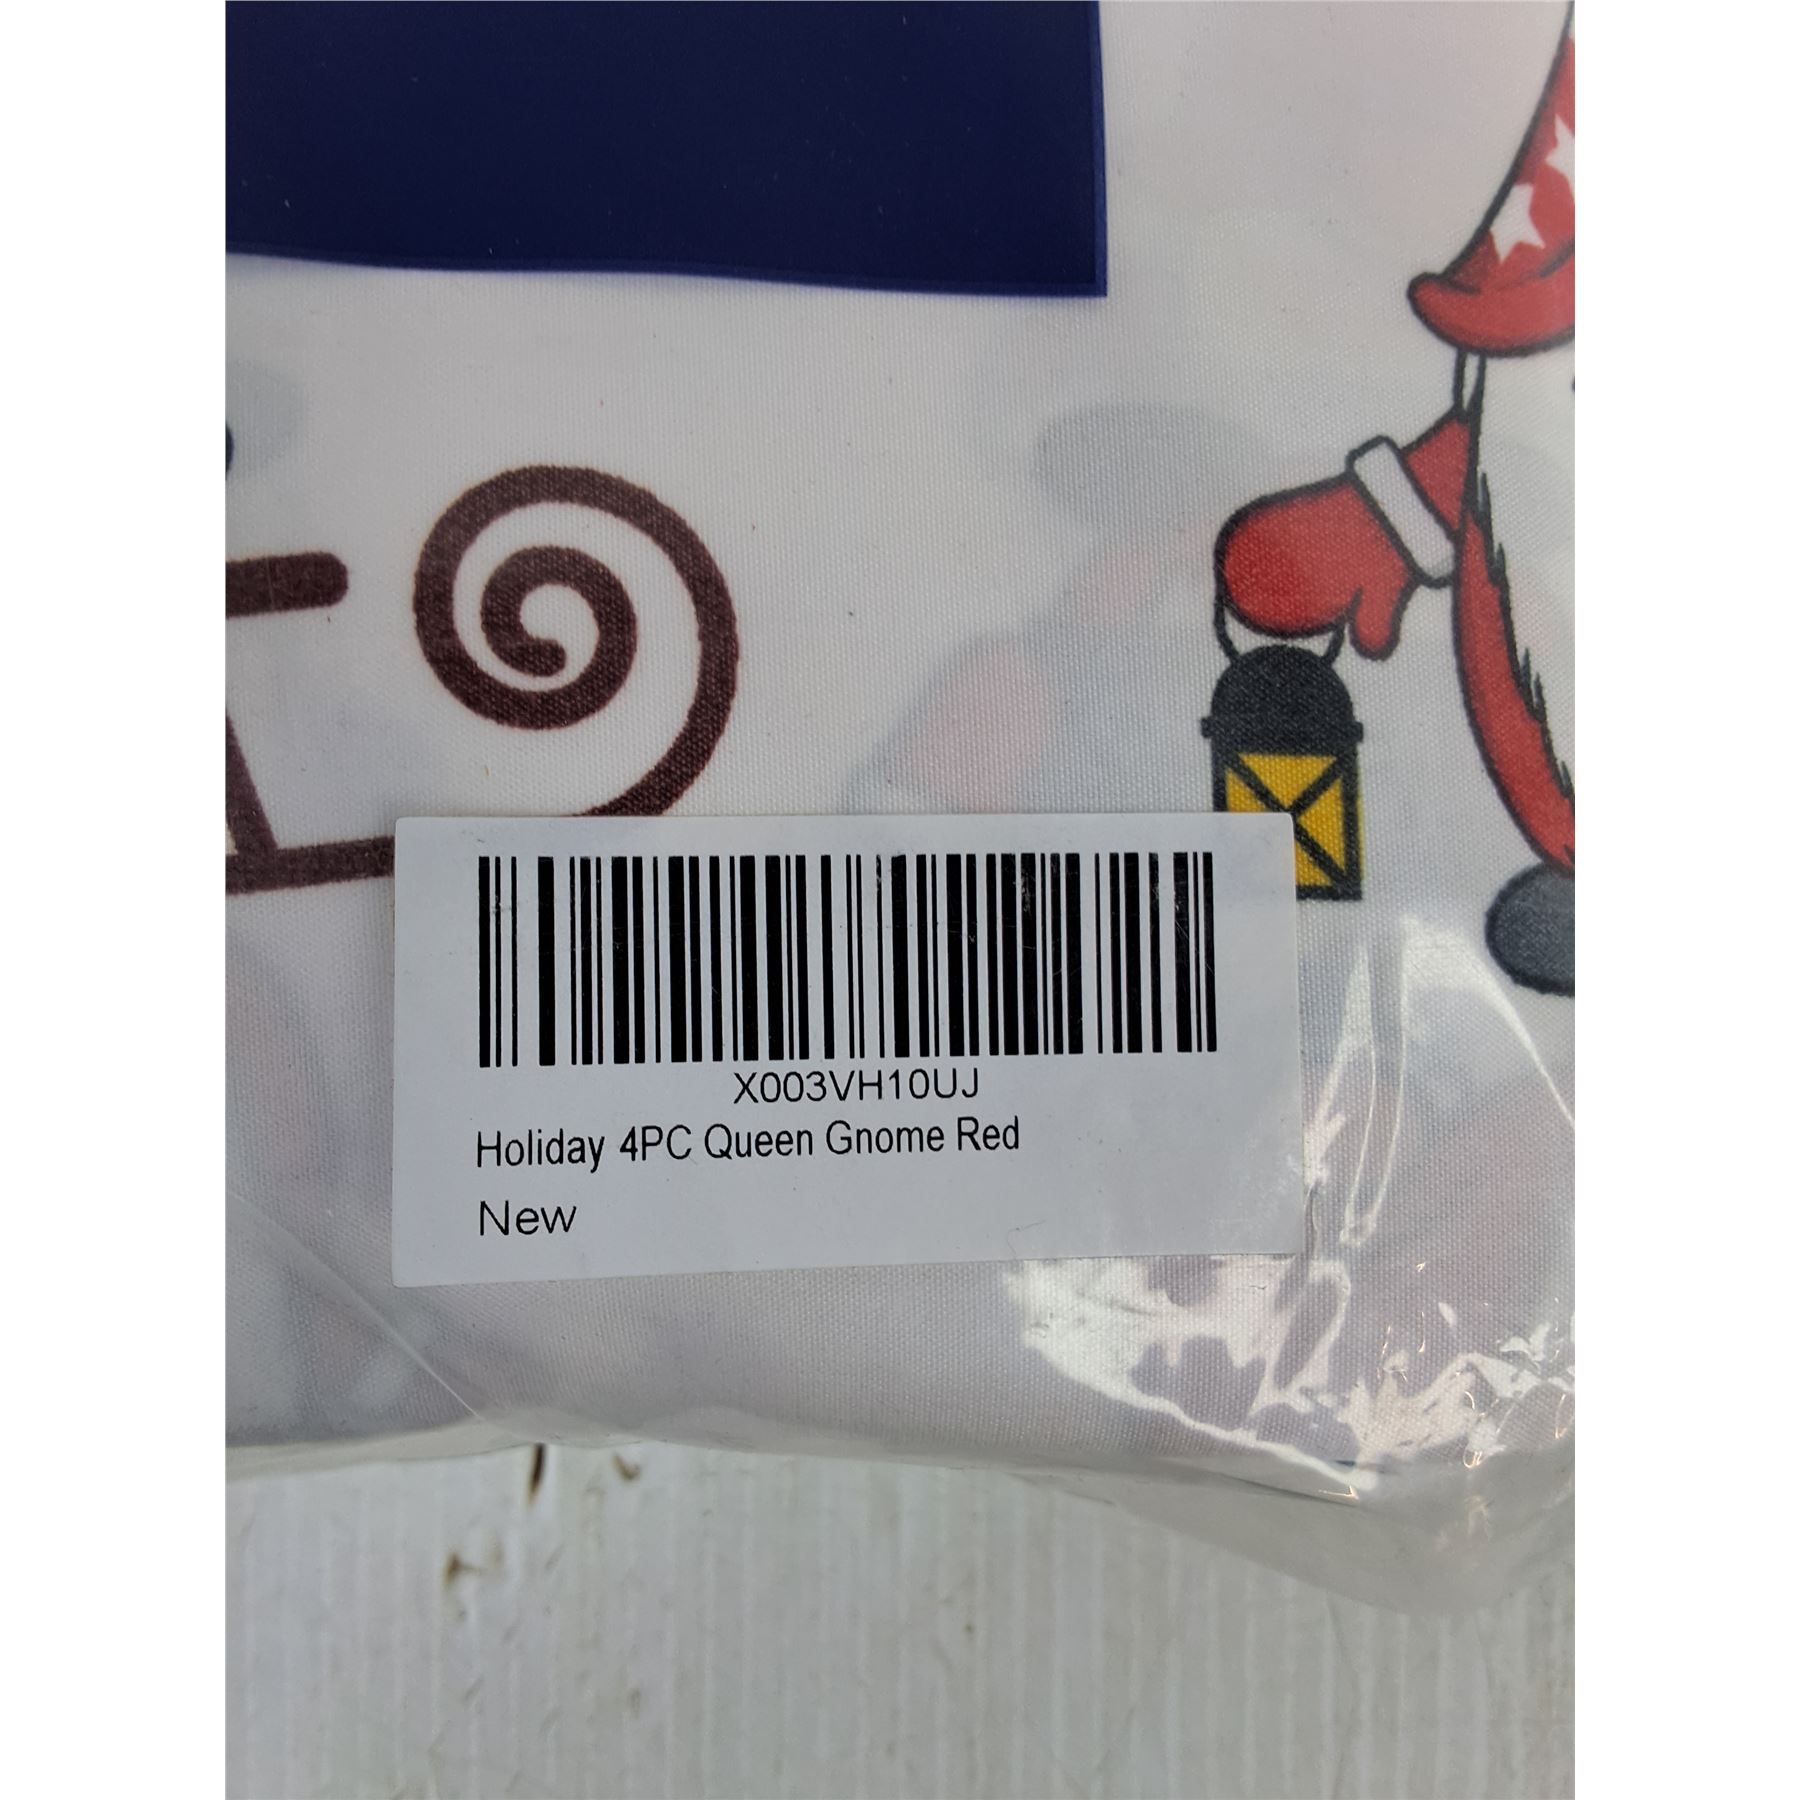 X003VH10UJ
Holiday 4PC Queen Gnome Red
New